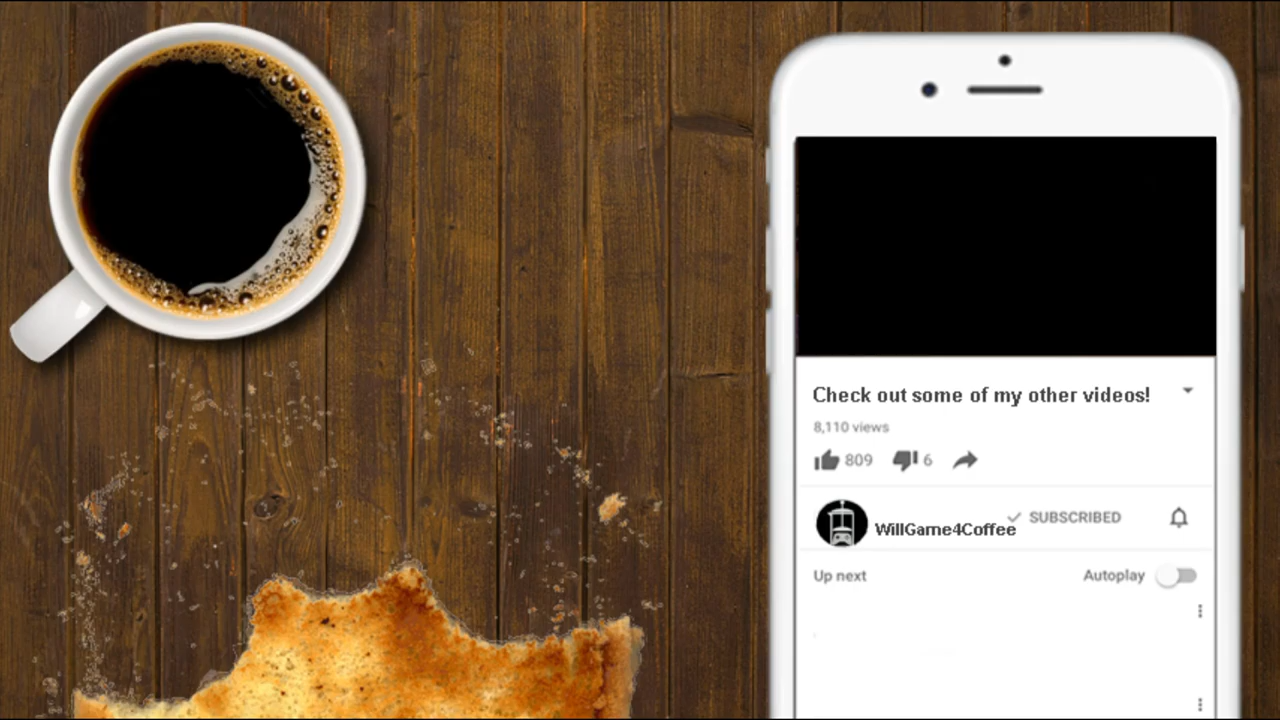 Check out some of my other videos!
8,110 views
809 6
WillGame4Coffee SUBSCRIBED
Up next Autoplay